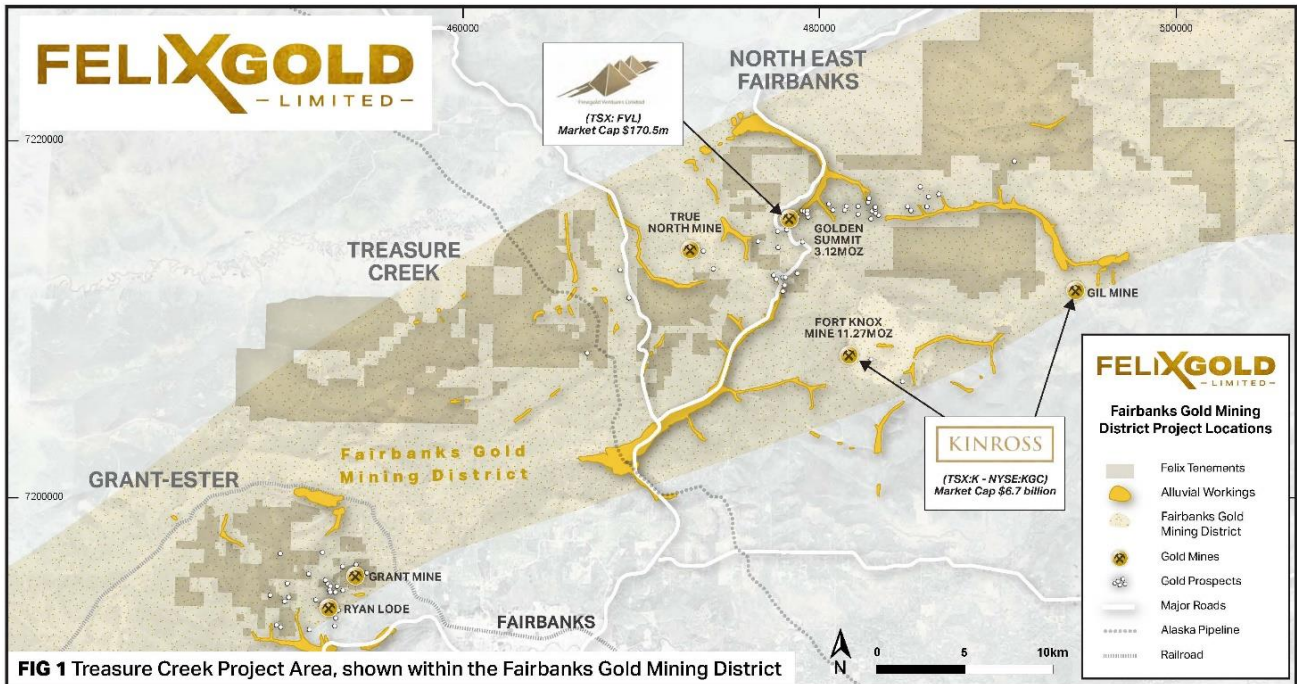 460000
480000
500000
7220000
7200000
FELIXGOLD
- LIMITED -
(TSX: FVL)
Market Cap $170.5m
NORTH EAST
FAIRBANKS
TRUE
NORTH MINE
GOLDEN
SUMMIT
3.12MOZ
TREASURE
CREEK
GIL MINE
FORT KNOX
MINE 11.27MOZ
KINROSS
(TSX:K - NYSE:KGC)
Market Cap $6.7 billion
Fairbanks Gold
Mining District
GRANT-ESTER
GRANT MINE
RYAN LODE
FAIRBANKS
N
0 5 10km
FELIXGOLD
- LIMITED -
Fairbanks Gold Mining
District Project Locations
Felix Tenements
Alluvial Workings
Fairbanks Gold
Mining District
Gold Mines
Gold Prospects
Major Roads
Alaska Pipeline
Railroad
FIG 1 Treasure Creek Project Area, shown within the Fairbanks Gold Mining District